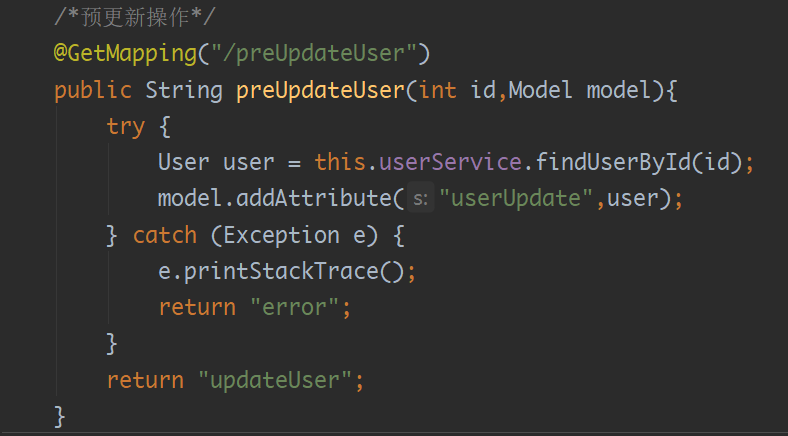 /*预更新操作*/
@GetMapping("/preUpdateUser")
public String preUpdateUser(int id,Model model){
try {
User user = this.userService.findUserById(id);
model.addAttribute( s: "userUpdate",user);
} catch (Exception e) {
e.printStackTrace();
return "error";
}
return "updateUser";
}